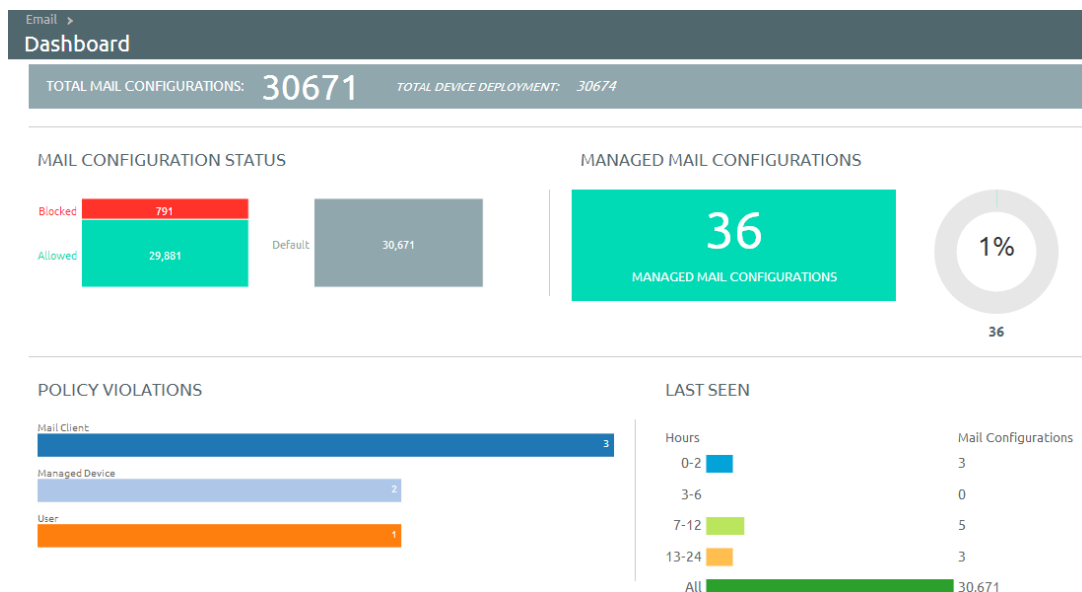 Email >
Dashboard
TOTAL MAIL CONFIGURATIONS: 30671 TOTAL DEVICE DEPLOYMENT: 30674
MAIL CONFIGURATION STATUS
Blocked 791
Allowed 29,881
Default 30,671
MANAGED MAIL CONFIGURATIONS
36
MANAGED MAIL CONFIGURATIONS
1%
36
POLICY VIOLATIONS
Mail Client
3
Managed Device
2
User
1
LAST SEEN
Hours Mail Configurations
0-2 3
3-6 0
7-12 5
13-24 3
All 30,671